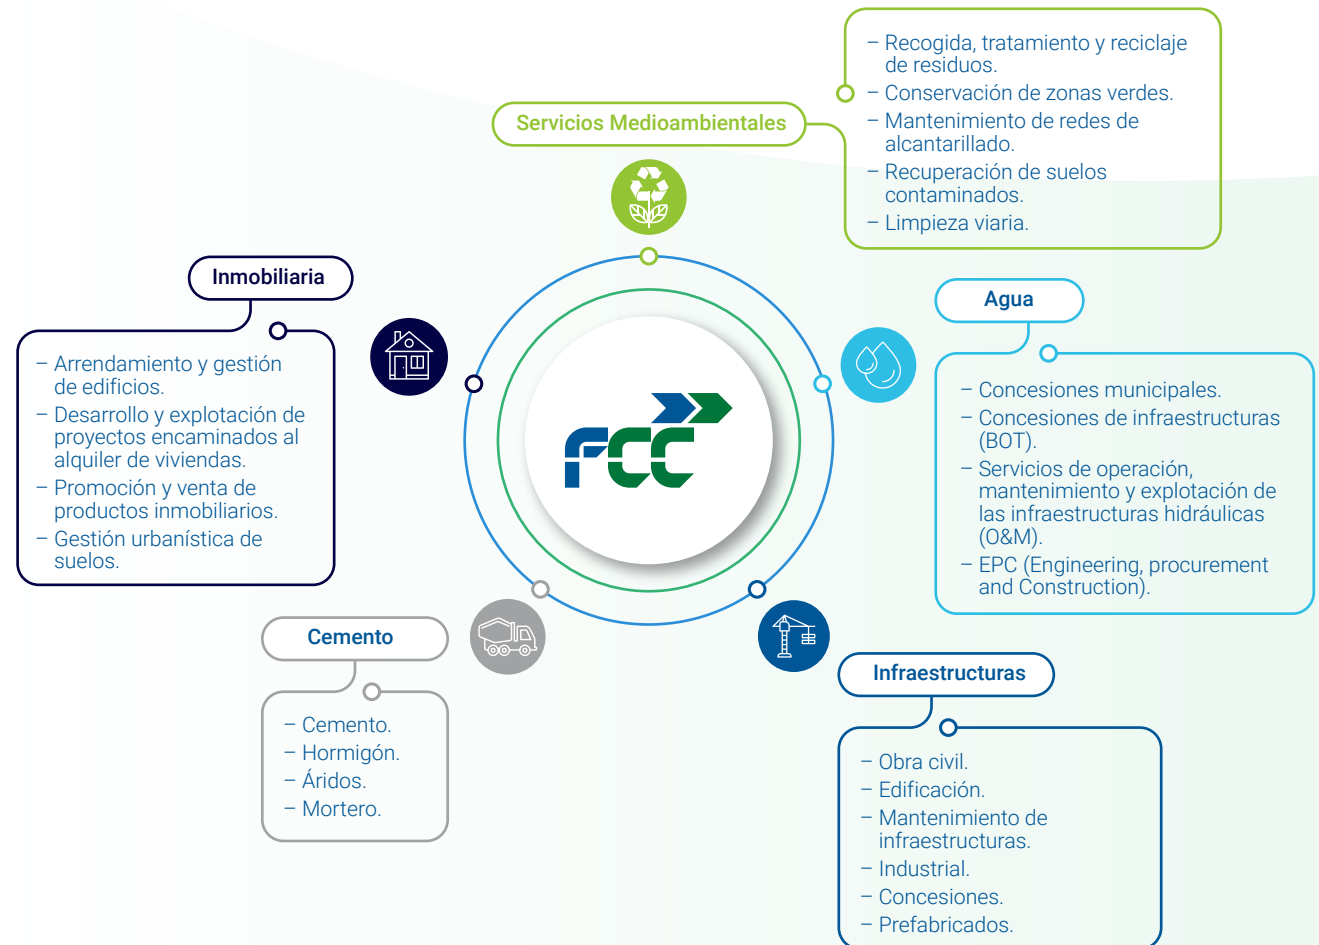 Servicios Medioambientales
– Recogida, tratamiento y reciclaje
de residuos.
– Conservación de zonas verdes.
– Mantenimiento de redes de
alcantarillado.
– Recuperación de suelos
contaminados.
– Limpieza viaria.
Inmobiliaria
– Arrendamiento y gestión
de edificios.
– Desarrollo y explotación de
proyectos encaminados al
alquiler de viviendas.
– Promoción y venta de
productos inmobiliarios.
– Gestión urbanística de
suelos.
Agua
– Concesiones municipales.
– Concesiones de infraestructuras
(BOT).
– Servicios de operación,
mantenimiento y explotación de
las infraestructuras hidráulicas
(O&M).
– EPC (Engineering, procurement
and Construction).
FCC
Cemento
– Cemento.
– Hormigón.
– Áridos.
– Mortero.
Infraestructuras
– Obra civil.
– Edificación.
– Mantenimiento de
infraestructuras.
– Industrial.
– Concesiones.
– Prefabricados.